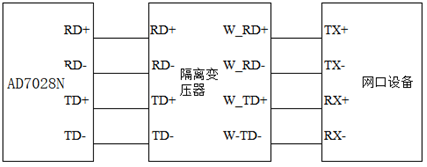 RD+ RD+ W_RD+ TX+
RD- RD- W_RD- TX-
AD7028N 隔离变压器 网口设备
TD+ TD+ W_TD+ RX+
TD- TD- W-TD- RX-